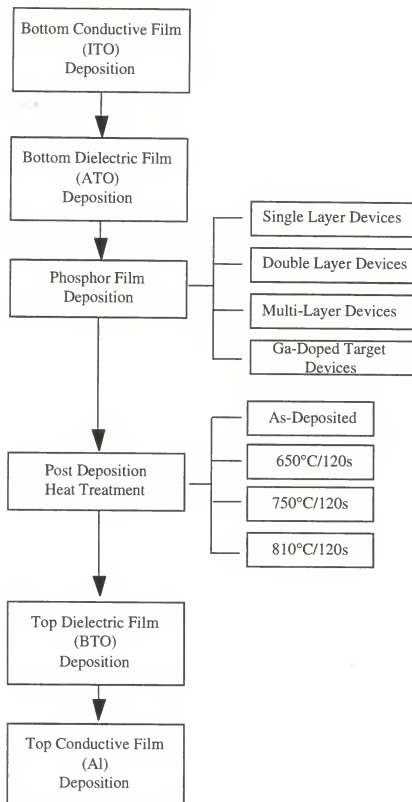 Bottom Conductive Film
(ITO)
Deposition
Bottom Dielectric Film
(ATO)
Deposition
Phosphor Film
Deposition
Single Layer Devices
Double Layer Devices
Multi-Layer Devices
Ga-Doped Target
Devices
Post Deposition
Heat Treatment
As-Deposited
650°C/120s
750°C/120s
810°C/120s
Top Dielectric Film
(BTO)
Deposition
Top Conductive Film
(Al)
Deposition